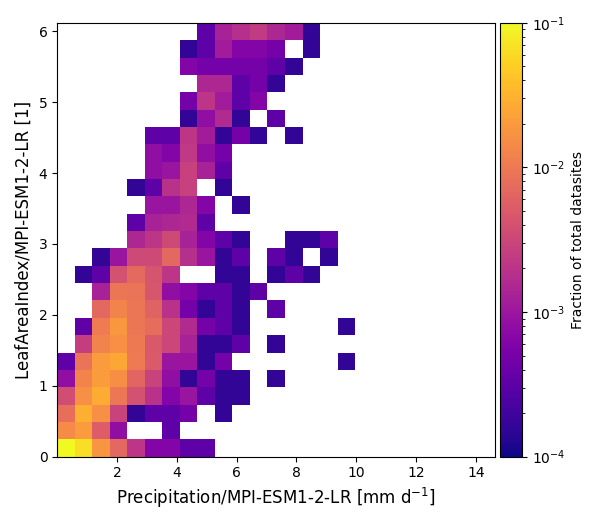 LeafAreaIndex/MPI-ESM1-2-LR [1]
6
5
4
3
2
1
0
2 4 6 8 10 12 14
Precipitation/MPI-ESM1-2-LR [mm d⁻¹]
10⁻¹
10⁻²
10⁻³
10⁻⁴
Fraction of total datasites